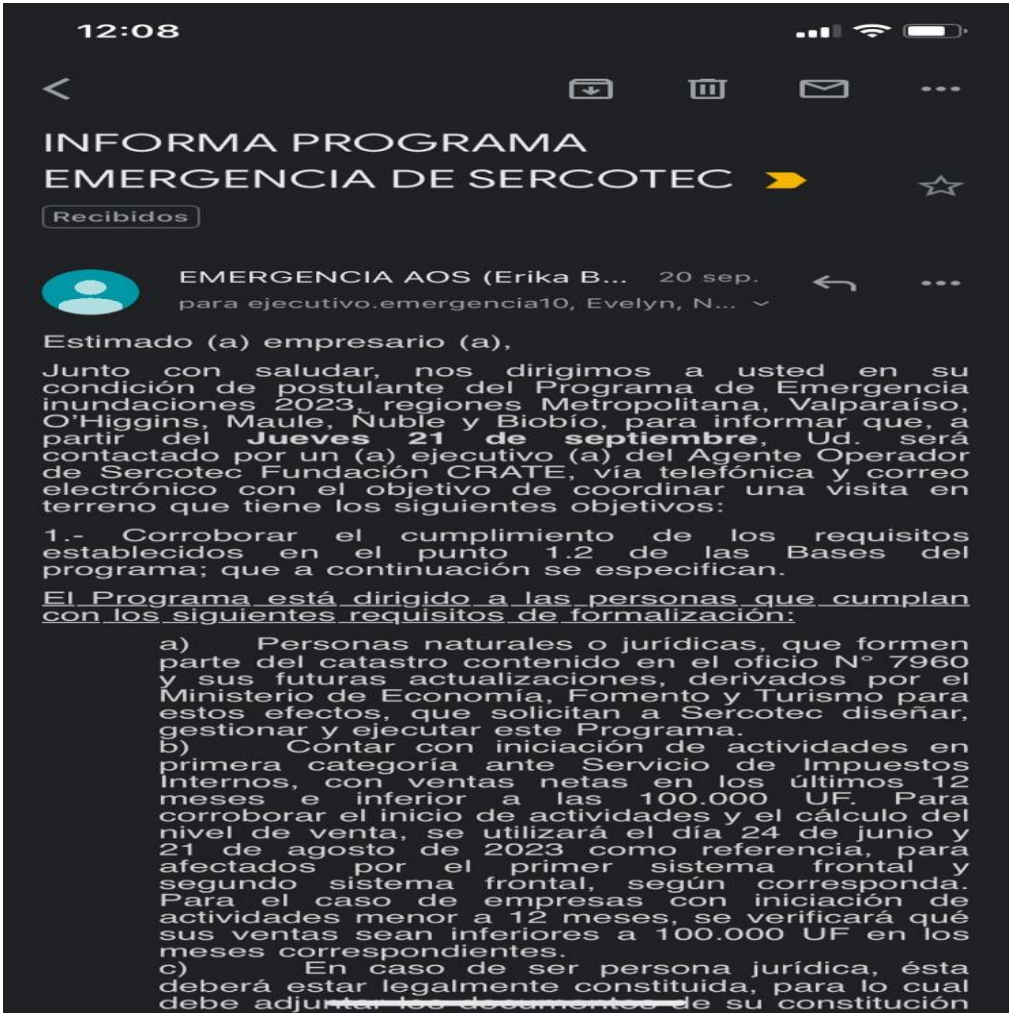 12:08
INFORMA PROGRAMA
EMERGENCIA DE SERCOTEC
Recibidos
EMERGENCIA AOS (Erika B... 20 sep.
para ejecutivo.emergencia10, Evelyn, N...
Estimado (a) empresario (a),
Junto con saludar, nos dirigimos a usted en su
condición de postulante del Programa de Emergencia
inundaciones 2023, regiones Metropolitana, Valparaíso,
O'Higgins, Maule, Ñuble y Biobío, para informar que, a
partir del Jueves 21 de septiembre, Ud. será
contactado por un (a) ejecutivo (a) del Agente Operador
de Sercotec Fundación CRATE, vía telefónica y correo
electrónico con el objetivo de coordinar una visita en
terreno que tiene los siguientes objetivos:
1.- Corroborar el cumplimiento de los requisitos
establecidos en el punto 1.2 de las Bases del
programa; que a continuación se especifican.
El Programa está dirigido a las personas que cumplan
con los siguientes requisitos de formalización:
a) Personas naturales o jurídicas, que formen
parte del catastro contenido en el oficio N° 7960
y sus futuras actualizaciones, derivados por el
Ministerio de Economía, Fomento y Turismo para
estos efectos, que solicitan a Sercotec diseñar,
gestionar y ejecutar este Programa.
b) Contar con iniciación de actividades en
primera categoría ante Servicio de Impuestos
Internos, con ventas netas en los últimos 12
meses e inferior a las 100.000 UF. Para
corroborar el inicio de actividades y el cálculo del
nivel de venta, se utilizará el día 24 de junio y
21 de agosto de 2023 como referencia, para
afectados por el primer sistema frontal y
segundo sistema frontal, según corresponda.
Para el caso de empresas con iniciación de
actividades menor a 12 meses, se verificará qué
sus ventas sean inferiores a 100.000 UF en los
meses correspondientes.
c) En caso de ser persona jurídica, ésta
deberá estar legalmente constituida, para lo cual
debe adjuntar los documentos de su constitución